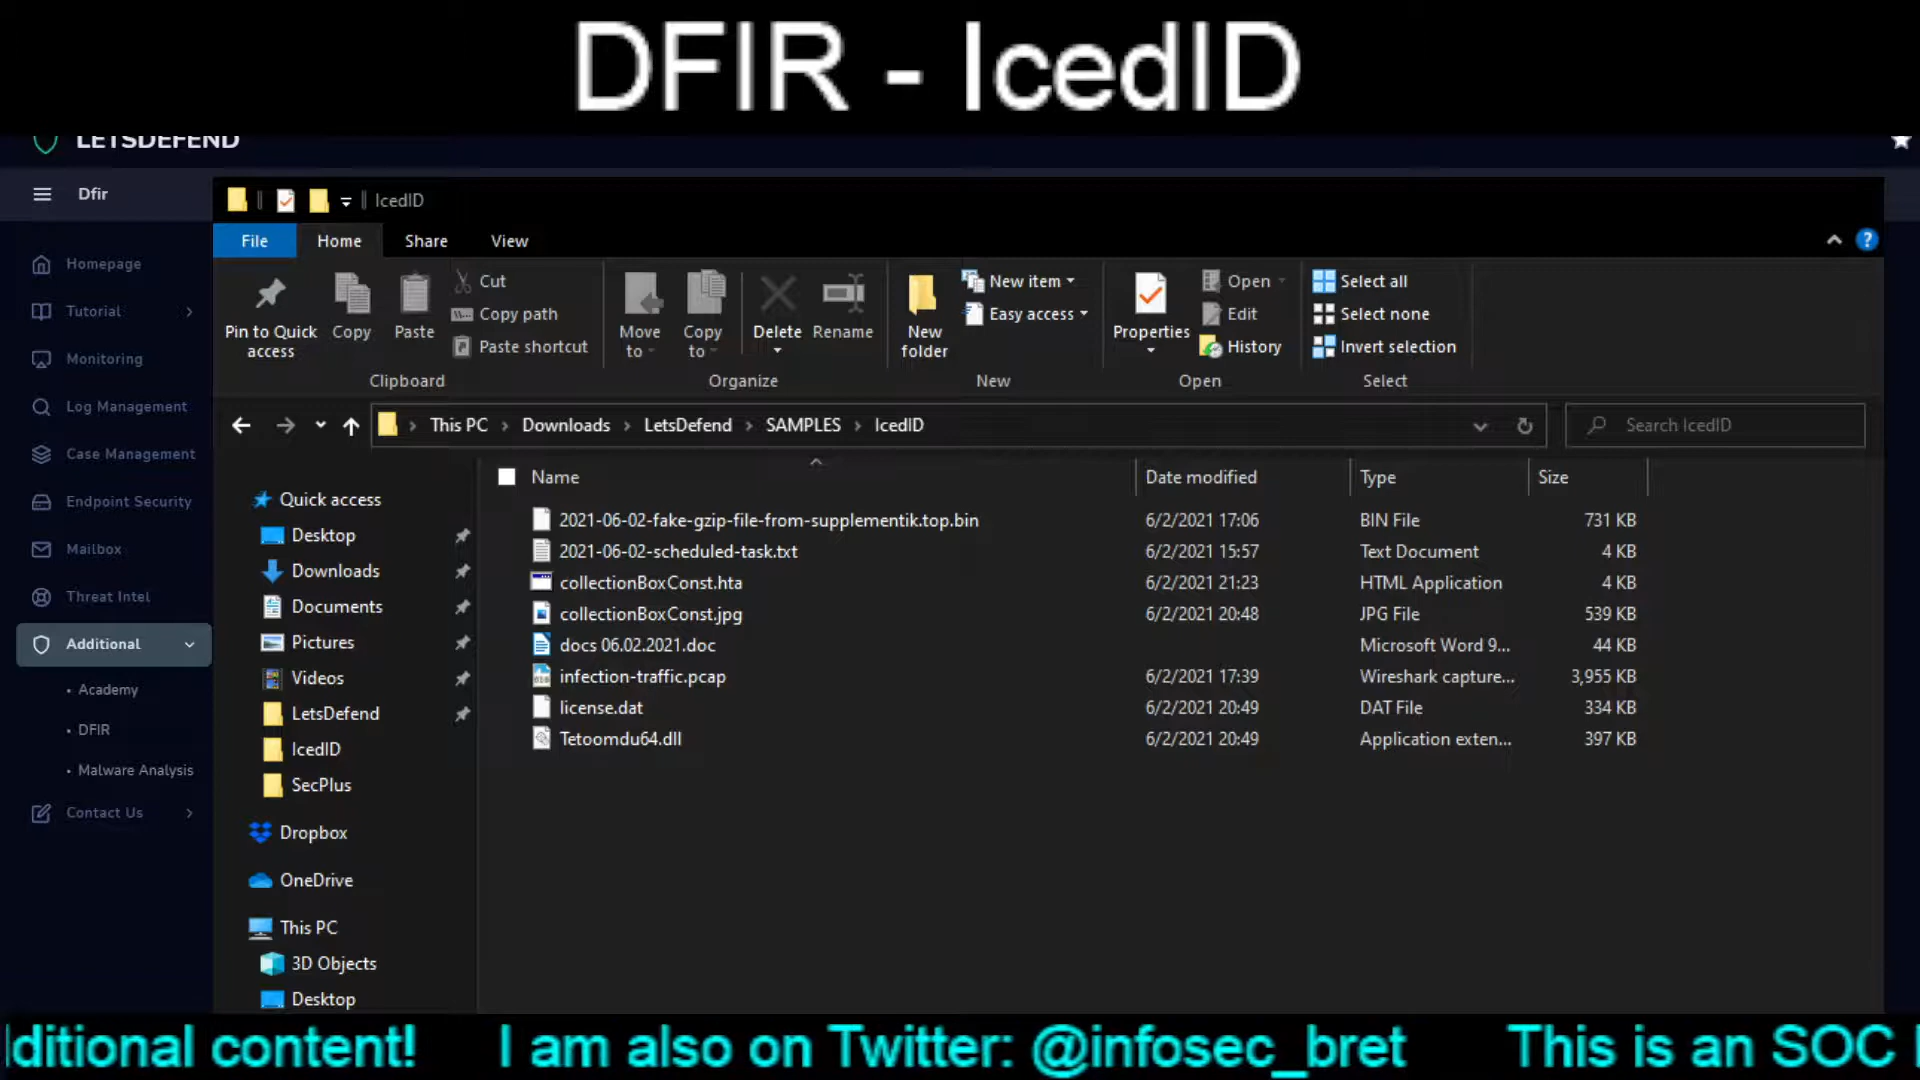 DFIR - IcedID
LETSDEFEND
Dfir
Homepage
Tutorial
Monitoring
Log Management
Case Management
Endpoint Security
Mailbox
Threat Intel
Additional
Academy
DFIR
Malware Analysis
Contact Us
IcedID
File Home Share View
Pin to Quick access
Copy
Paste
Cut
Copy path
Paste shortcut
Clipboard
Move to
Copy to
Delete
Rename
Organize
New folder
New item
Easy access
New
Properties
Open
Edit
History
Open
Select all
Select none
Invert selection
Select
This PC > Downloads > LetsDefend > SAMPLES > IcedID
Search IcedID
Quick access
Desktop
Downloads
Documents
Pictures
Videos
LetsDefend
IcedID
SecPlus
Dropbox
OneDrive
This PC
3D Objects
Desktop
Name Date modified Type Size
2021-06-02-fake-gzip-file-from-supplementik.top.bin 6/2/2021 17:06 BIN File 731 KB
2021-06-02-scheduled-task.txt 6/2/2021 15:57 Text Document 4 KB
collectionBoxConst.hta 6/2/2021 21:23 HTML Application 4 KB
collectionBoxConst.jpg 6/2/2021 20:48 JPG File 539 KB
docs 06.02.2021.doc Microsoft Word 9... 44 KB
infection-traffic.pcap 6/2/2021 17:39 Wireshark capture... 3,955 KB
license.dat 6/2/2021 20:49 DAT File 334 KB
Tetoomdu64.dll 6/2/2021 20:49 Application exten... 397 KB
dditional content! I am also on Twitter: @infosec_bret This is an SOC